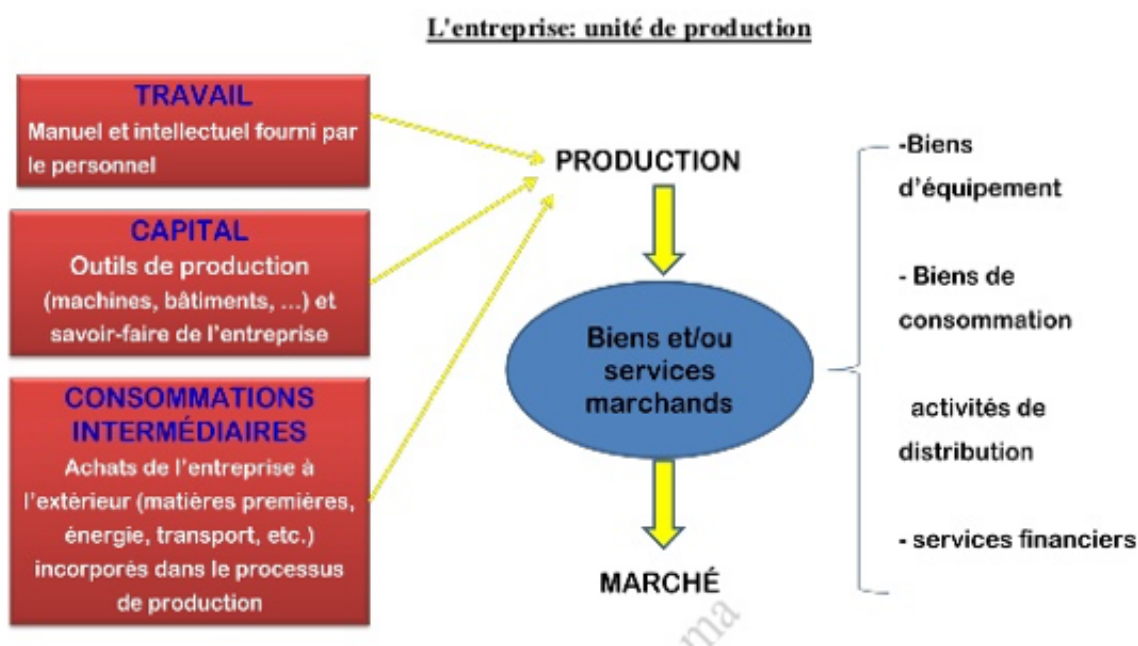 L'entreprise: unité de production
TRAVAIL
Manuel et intellectuel fourni par
le personnel
CAPITAL
Outils de production
(machines, bâtiments, ...) et
savoir-faire de l'entreprise
CONSOMMATIONS
INTERMÉDIAIRES
Achats de l'entreprise à
l'extérieur (matières premières,
énergie, transport, etc.)
incorporés dans le processus
de production
PRODUCTION
Biens et/ou
services
marchands
MARCHÉ
-Biens
d'équipement
- Biens de
consommation
activités de
distribution
- services financiers